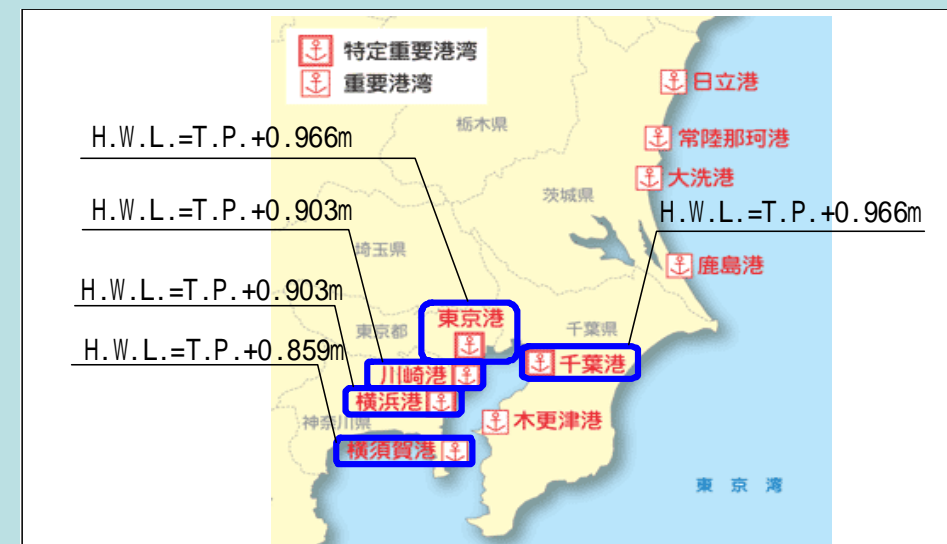 特定重要港湾
重要港湾
日立港
栃木県
H.W.L.=T.P.+0.966m
常陸那珂港
大洗港
茨城県
H.W.L.=T.P.+0.903m
H.W.L.=T.P.+0.966m
埼玉県
鹿島港
H.W.L.=T.P.+0.903m
東京港
東京都
千葉県
H.W.L.=T.P.+0.859m
千葉港
川崎港
横浜港
神奈川県
木更津港
横須賀港
東京湾